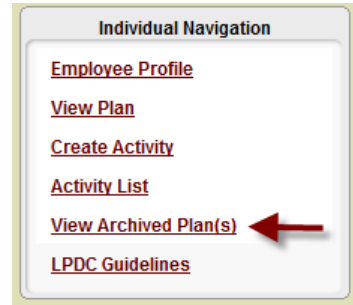 Individual Navigation
Employee Profile
View Plan
Create Activity
Activity List
View Archived Plan(s)
LPDC Guidelines